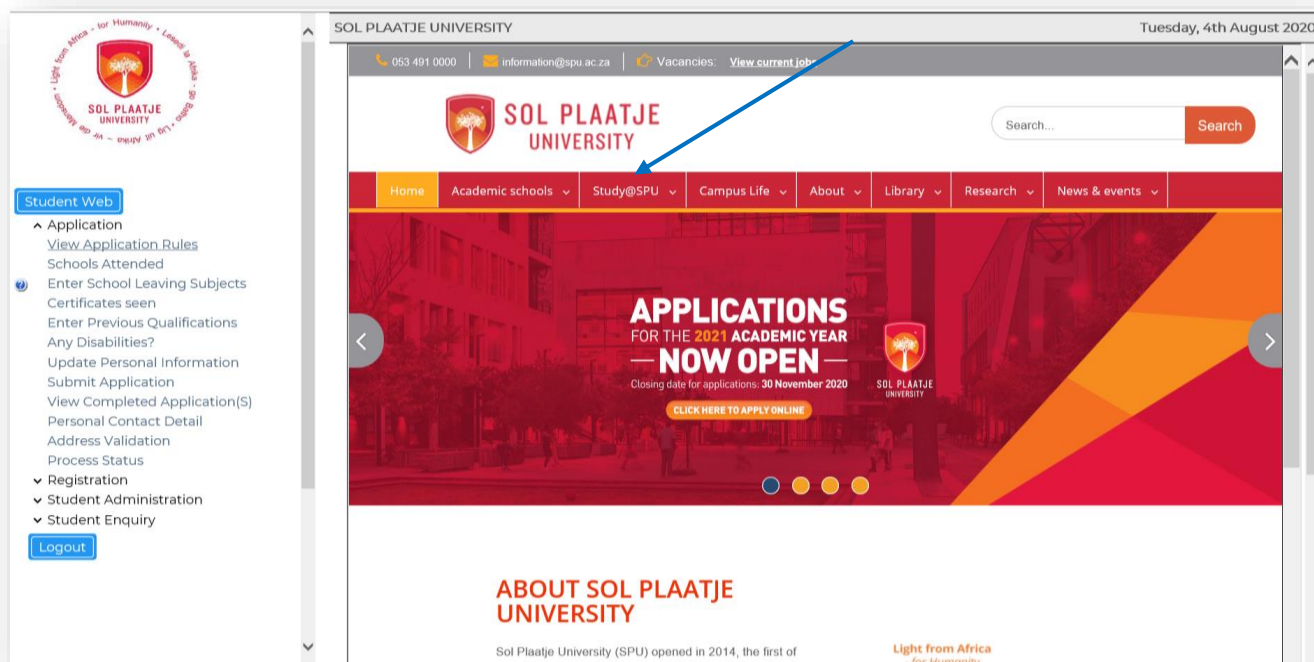 SOL PLAATJE UNIVERSITY
Tuesday, 4th August 2020
Light from Africa - for Humanity • Lesedi la Afrika - go Batho • Lig uit Afrika - vir die Mensdom •
SOL PLAATJE
UNIVERSITY
Student Web
Application
View Application Rules
Schools Attended
Enter School Leaving Subjects
Certificates seen
Enter Previous Qualifications
Any Disabilities?
Update Personal Information
Submit Application
View Completed Application(S)
Personal Contact Detail
Address Validation
Process Status
Registration
Student Administration
Student Enquiry
Logout
053 491 0000
information@spu.ac.za
Vacancies: View current jobs
SOL PLAATJE
UNIVERSITY
Search...
Search
Home
Academic schools
Study@SPU
Campus Life
About
Library
Research
News & events
APPLICATIONS
FOR THE 2021 ACADEMIC YEAR
— NOW OPEN —
Closing date for applications: 30 November 2020
CLICK HERE TO APPLY ONLINE
SOL PLAATJE
UNIVERSITY
ABOUT SOL PLAATJE
UNIVERSITY
Sol Plaatje University (SPU) opened in 2014, the first of
Light from Africa
for Humanity